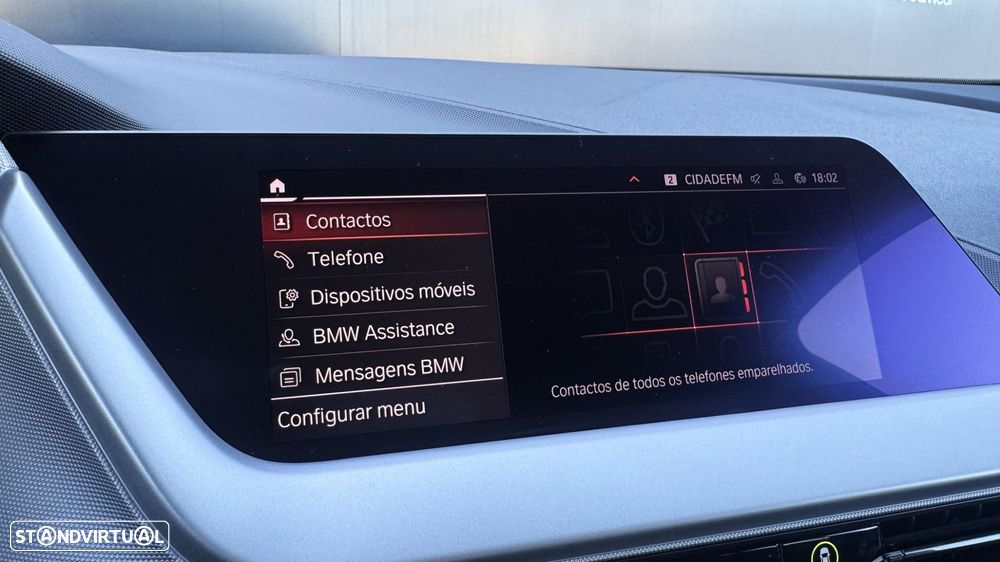 2 CIDADEFM 18:02
Contactos
Telefone
Dispositivos móveis
BMW Assistance
Mensagens BMW
Configurar menu
Contactos de todos os telefones emparelhados.
STANDVIRTUAL